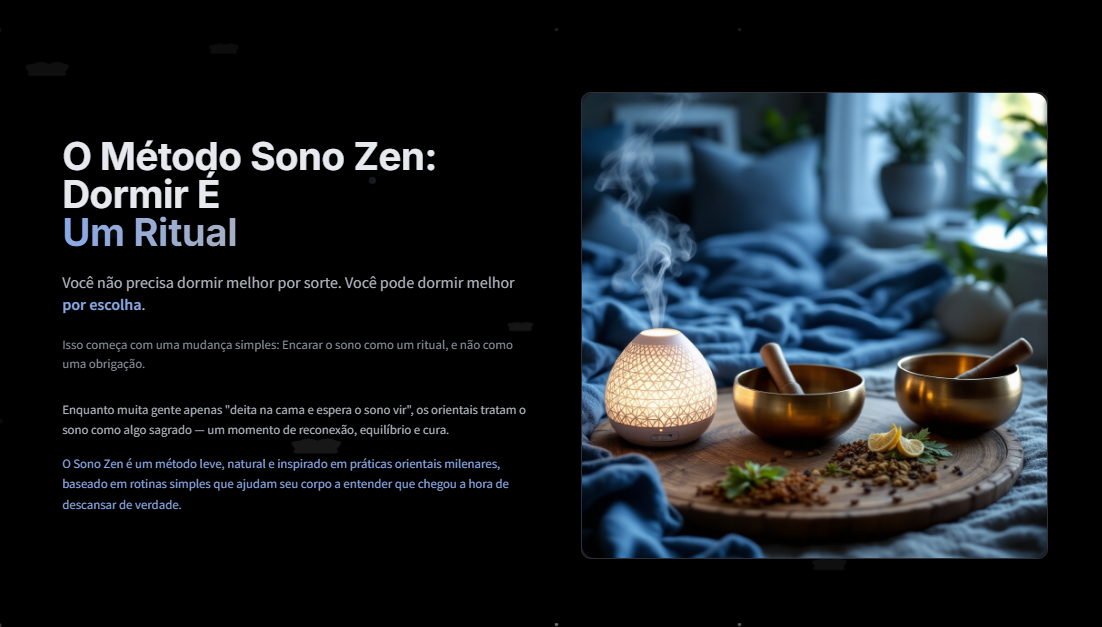 O Método Sono Zen:
Dormir É
Um Ritual
Você não precisa dormir melhor por sorte. Você pode dormir melhor
por escolha.
Isso começa com uma mudança simples: Encarar o sono como um ritual, e não como
uma obrigação.
Enquanto muita gente apenas "deita na cama e espera o sono vir", os orientais tratam o
sono como algo sagrado — um momento de reconexão, equilíbrio e cura.
O Sono Zen é um método leve, natural e inspirado em práticas orientais milenares,
baseado em rotinas simples que ajudam seu corpo a entender que chegou a hora de
descansar de verdade.